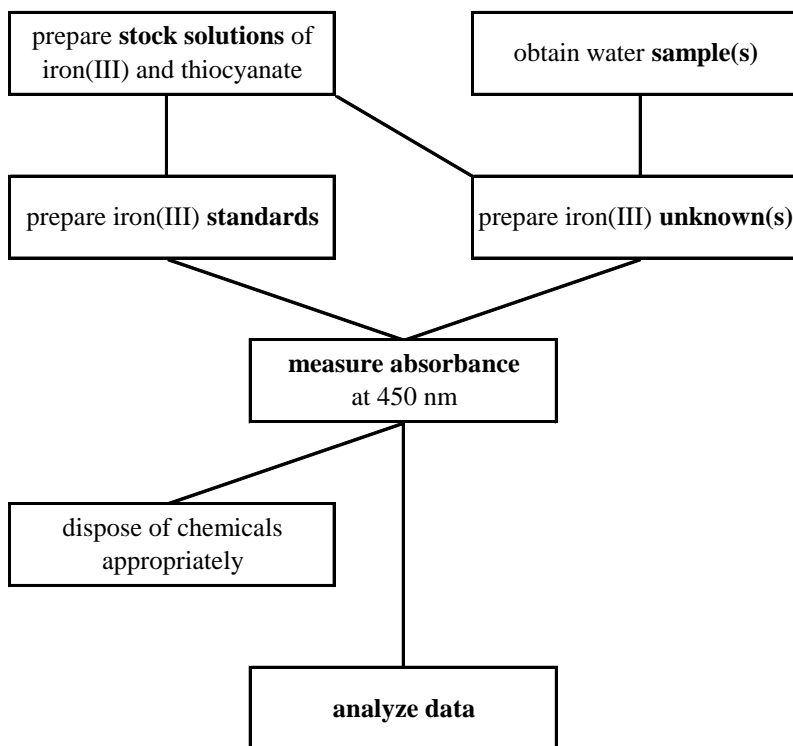 prepare stock solutions of
iron(III) and thiocyanate
obtain water sample(s)
prepare iron(III) standards
prepare iron(III) unknown(s)
measure absorbance
at 450 nm
dispose of chemicals
appropriately
analyze data